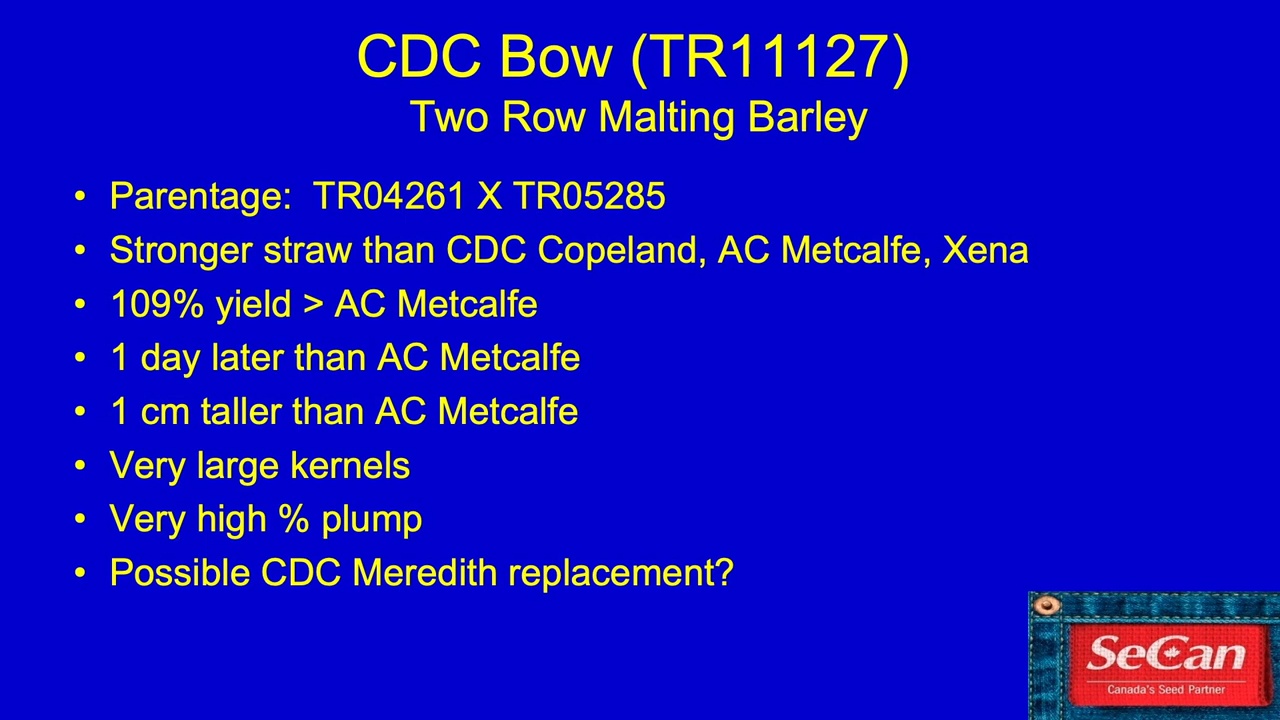 CDC Bow (TR11127)
Two Row Malting Barley
• Parentage:  TR04261 X TR05285
• Stronger straw than CDC Copeland, AC Metcalfe, Xena
• 109% yield > AC Metcalfe
• 1 day later than AC Metcalfe
• 1 cm taller than AC Metcalfe
• Very large kernels
• Very high % plump
• Possible CDC Meredith replacement?
SeCan
Canada's Seed Partner